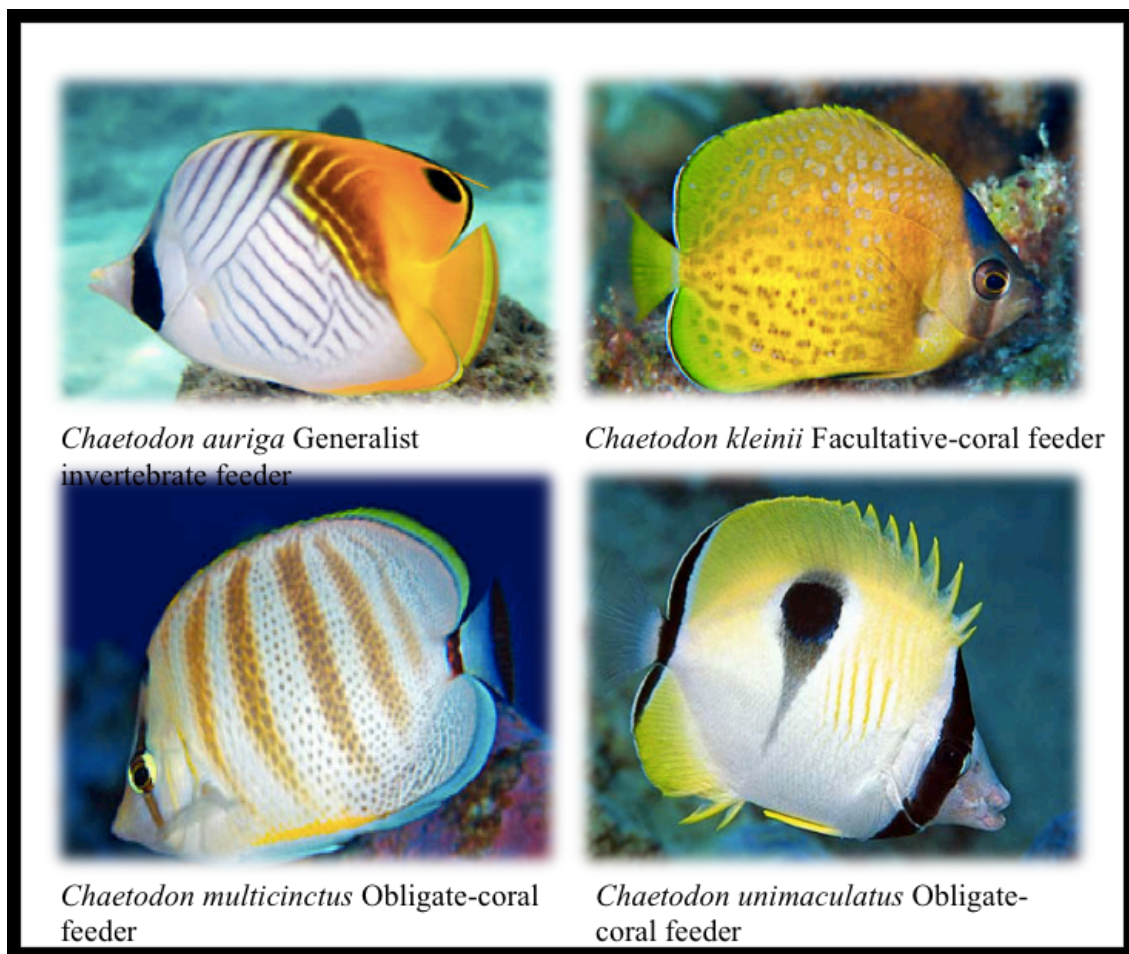 Chaetodon auriga Generalist
invertebrate feeder
Chaetodon kleinii Facultative-coral feeder
Chaetodon multicinctus Obligate-coral
feeder
Chaetodon unimaculatus Obligate-
coral feeder